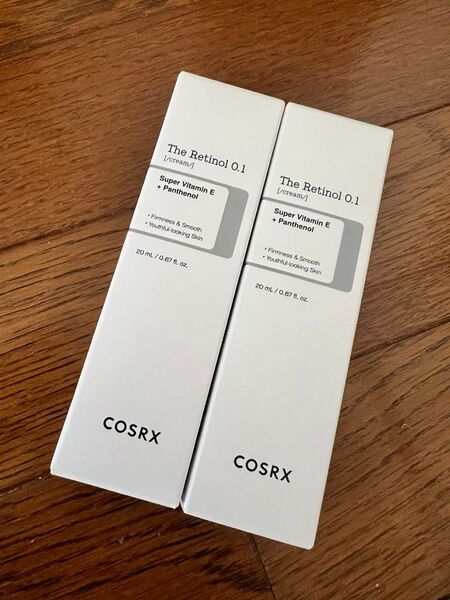 The Retinol 0.1
[/cream/]
Super Vitamin E
+ Panthenol
• Firmness & Smooth
• Youthful-looking Skin
20 mL / 0.67 fl. oz.
COSRX
The Retinol 0.1
[/cream/]
Super Vitamin E
+ Panthenol
• Firmness & Smooth
• Youthful-looking Skin
20 mL / 0.67 fl. oz.
COSRX